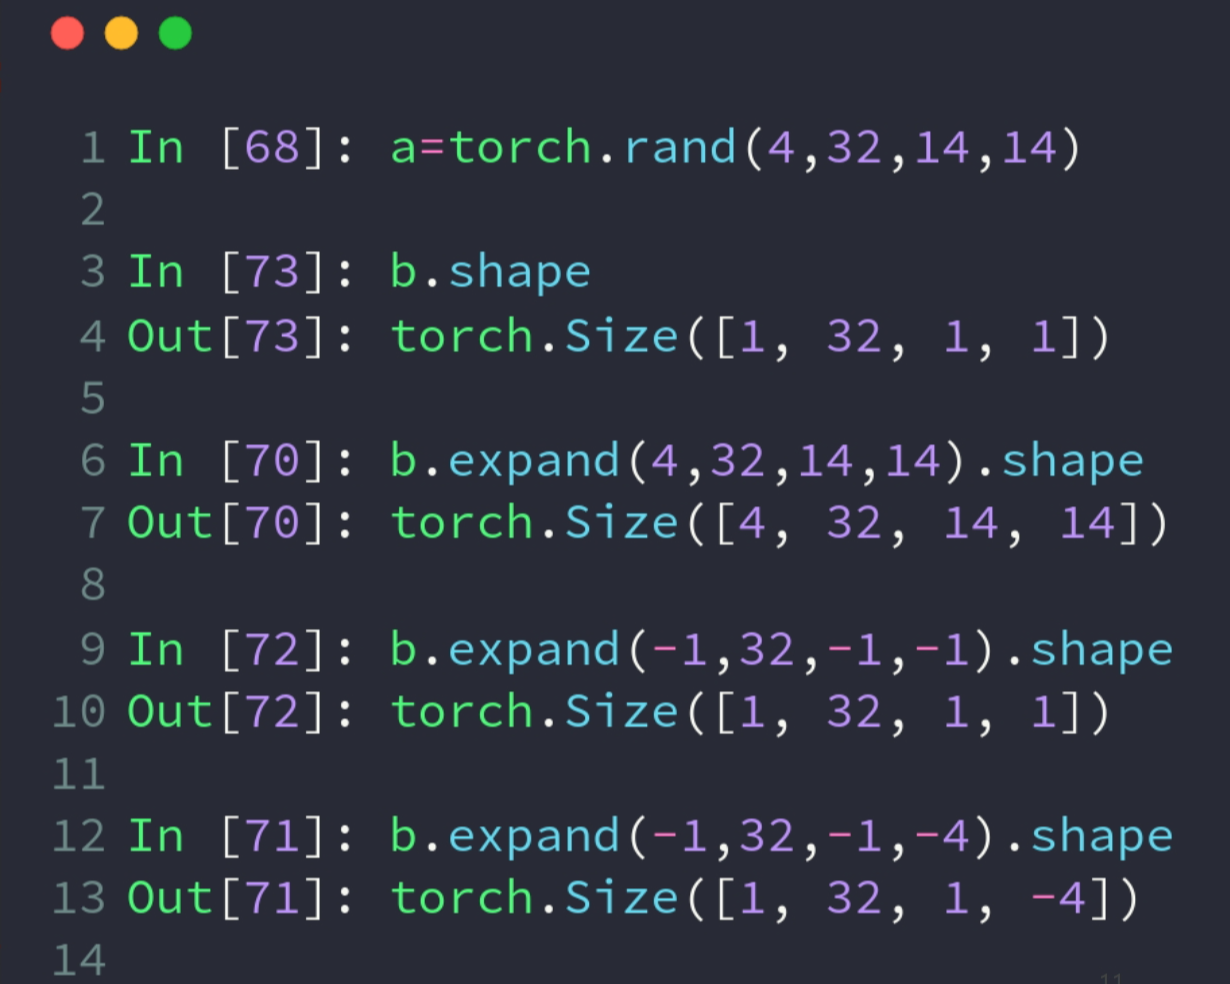 1 In [68]: a=torch.rand(4,32,14,14)
2
3 In [73]: b.shape
4 Out[73]: torch.Size([1, 32, 1, 1])
5
6 In [70]: b.expand(4,32,14,14).shape
7 Out[70]: torch.Size([4, 32, 14, 14])
8
9 In [72]: b.expand(-1,32,-1,-1).shape
10 Out[72]: torch.Size([1, 32, 1, 1])
11
12 In [71]: b.expand(-1,32,-1,-4).shape
13 Out[71]: torch.Size([1, 32, 1, -4])
14
11